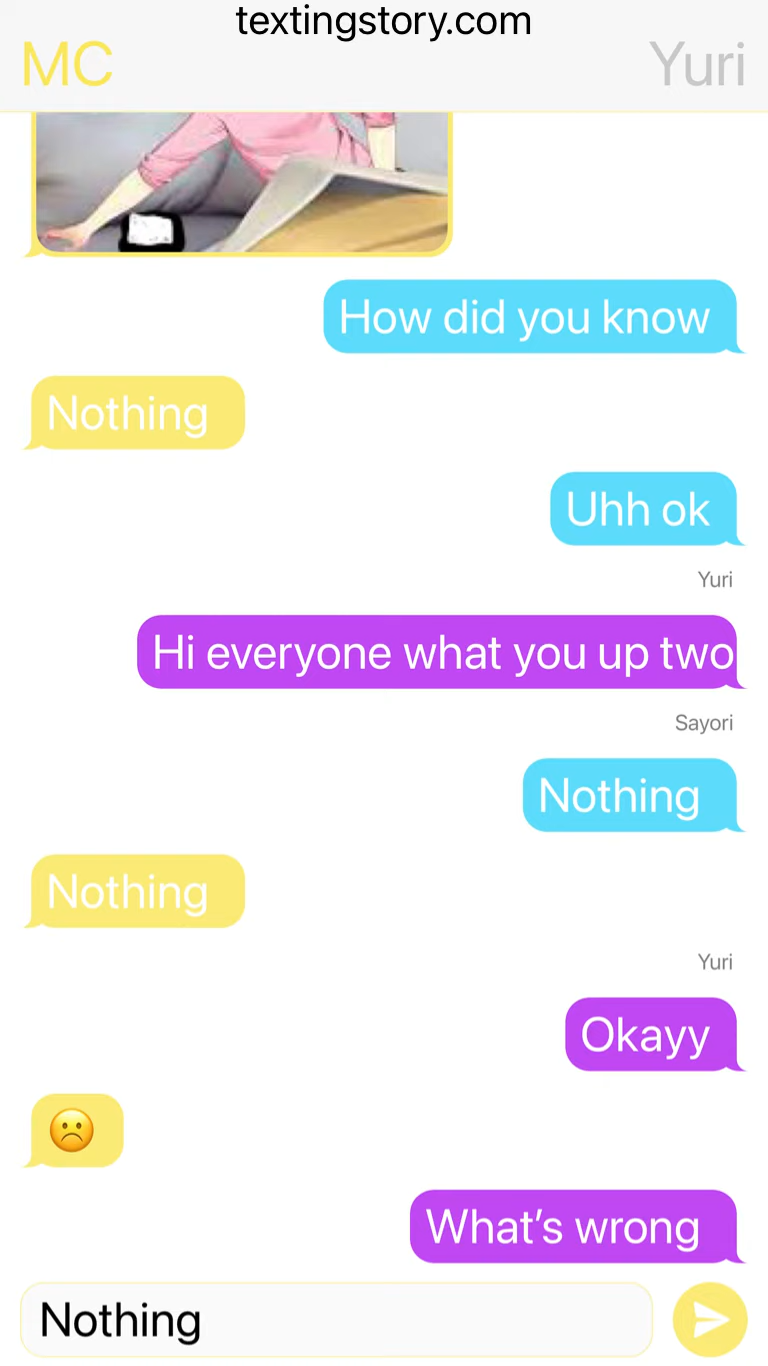 textingstory.com
MC
Yuri
How did you know
Nothing
Uhh ok
Yuri
Hi everyone what you up two
Sayori
Nothing
Nothing
Yuri
Okayy
☹️
What's wrong
Nothing